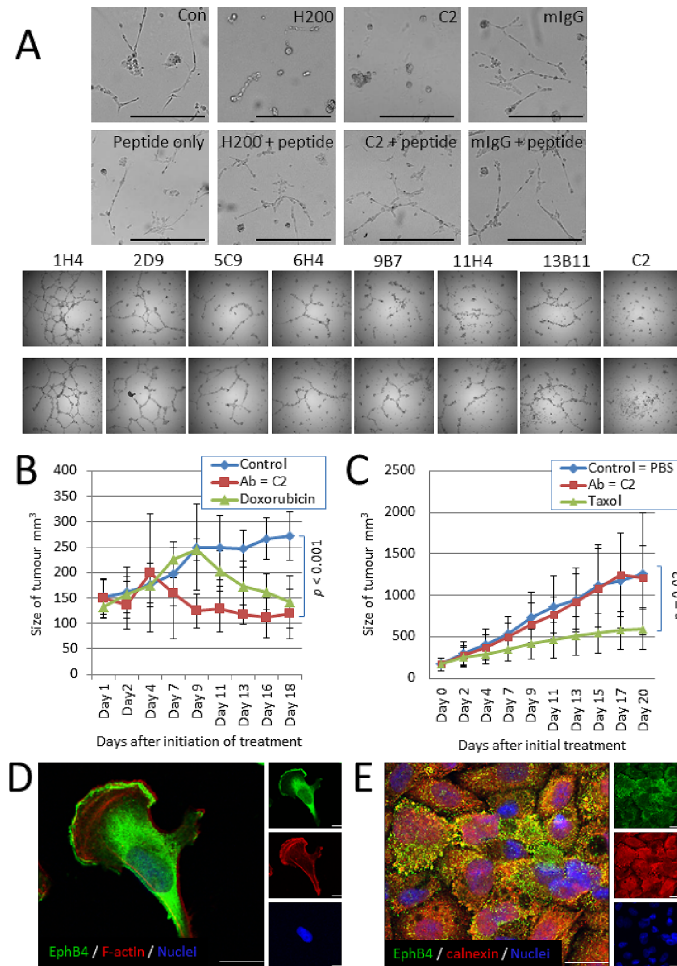 A
Con
H200
C2
mIgG
Peptide only
H200 + peptide
C2 + peptide
mIgG + peptide
1H4
2D9
5C9
6H4
9B7
11H4
13B11
C2
B
Control
Ab = C2
Doxorubicin
Size of tumour mm³
400
350
300
250
200
150
100
50
0
p < 0.001
Day 1
Day2
Day 4
Day 7
Day 9
Day 11
Day 13
Day 16
Day 18
Days after initiation of treatment
C
Control = PBS
Ab = C2
Taxol
Size of tumour mm³
2500
2000
1500
1000
500
0
Day 0
Day 2
Day 4
Day 7
Day 9
Day 11
Day 13
Day 15
Day 17
Day 20
Days after initial treatment
D
EphB4 / F-actin / Nuclei
E
EphB4 / calnexin / Nuclei